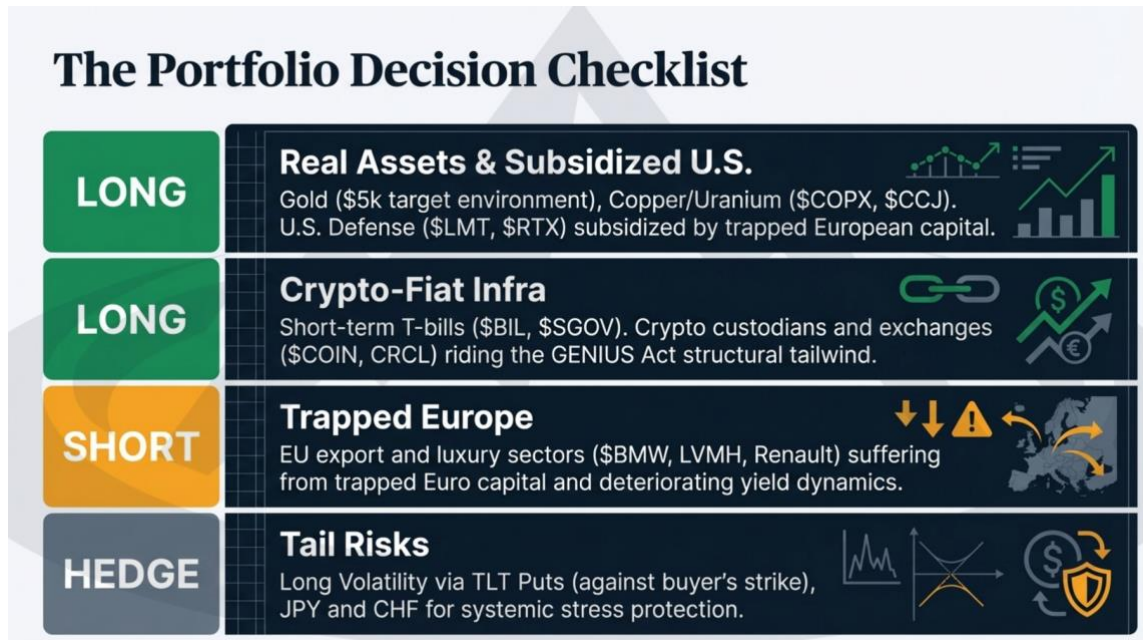 The Portfolio Decision Checklist
LONG
Real Assets & Subsidized U.S.
Gold ($5k target environment), Copper/Uranium ($COPX, $CCJ).
U.S. Defense ($LMT, $RTX) subsidized by trapped European capital.
LONG
Crypto-Fiat Infra
Short-term T-bills ($BIL, $SGOV). Crypto custodians and exchanges
($COIN, CRCL) riding the GENIUS Act structural tailwind.
SHORT
Trapped Europe
EU export and luxury sectors ($BMW, LVMH, Renault) suffering
from trapped Euro capital and deteriorating yield dynamics.
HEDGE
Tail Risks
Long Volatility via TLT Puts (against buyer’s strike),
JPY and CHF for systemic stress protection.